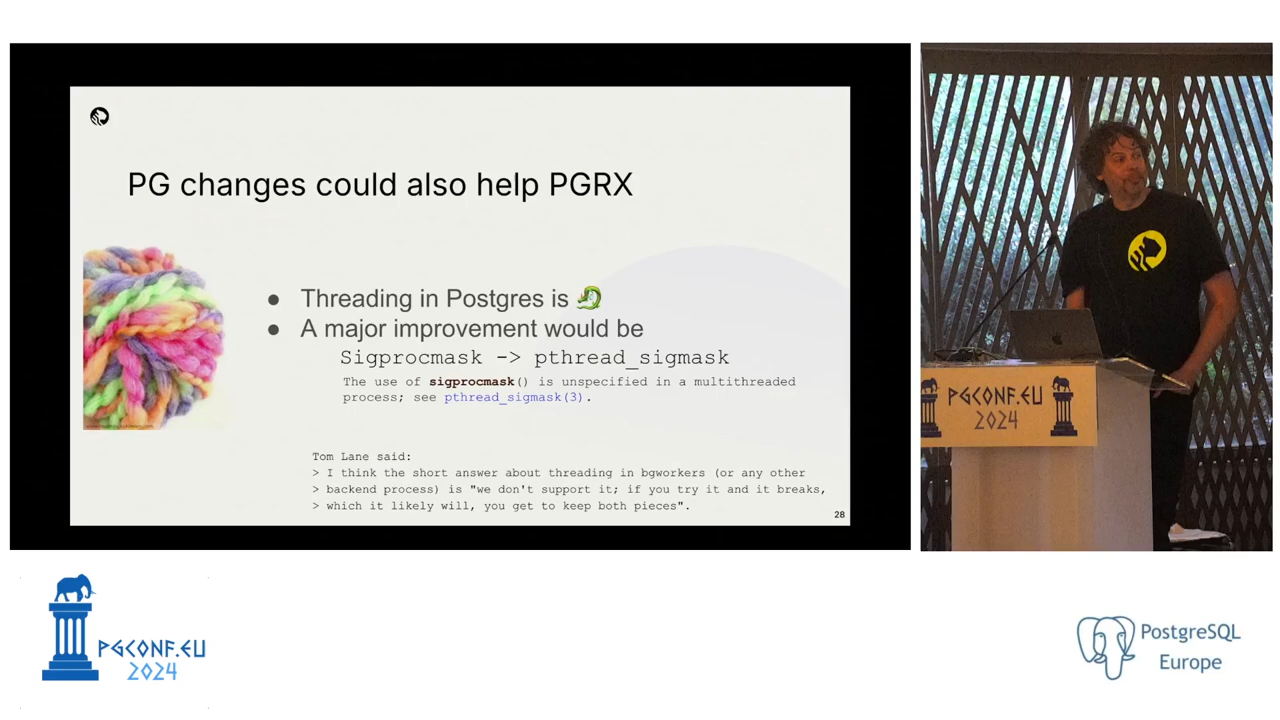 PG changes could also help PGRX
● Threading in Postgres is 🐉
● A major improvement would be
Sigprocmask -> pthread_sigmask
The use of sigprocmask() is unspecified in a multithreaded
process; see pthread_sigmask(3).
Tom Lane said:
> I think the short answer about threading in bgworkers (or any other
> backend process) is "we don't support it; if you try it and it breaks,
> which it likely will, you get to keep both pieces".
28
PGCONF.EU
2024
PGCONF.EU
2024
PostgreSQL
Europe